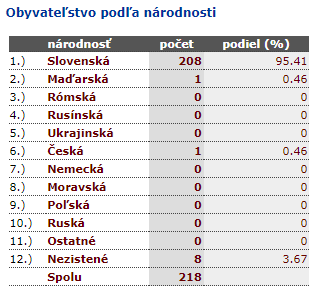 Obyvateľstvo podľa národnosti
národnosť počet podiel (%)
1.) Slovenská 208 95.41
2.) Maďarská 1 0.46
3.) Rómská 0 0
4.) Rusínska 0 0
5.) Ukrajinská 0 0
6.) Česká 1 0.46
7.) Nemecká 0 0
8.) Moravská 0 0
9.) Poľská 0 0
10.) Ruská 0 0
11.) Ostatné 0 0
12.) Nezistené 8 3.67
Spolu 218